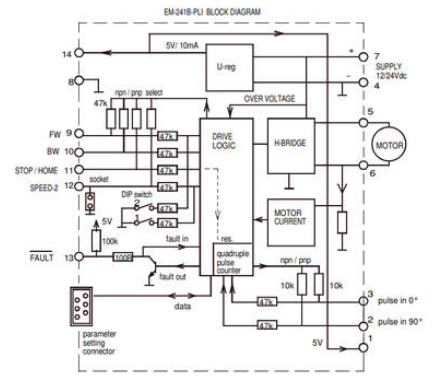 EM-241B-PLI BLOCK DIAGRAM
14
5V/ 10mA
U-reg
+
7
SUPPLY
12/24Vdc
-
4
8
npn / pnp select
47k
OVER VOLTAGE
5
FW 9
47k
BW 10
47k
STOP / HOME 11
47k
SPEED-2 12
47k
DRIVE
LOGIC
H-BRIDGE
MOTOR
6
socket
DIP switch
2
47k
1
47k
MOTOR
CURRENT
5V
100k
fault in
res.
FAULT 13
100R
fault out
quadruple
pulse
counter
npn / pnp
10k
10k
47k
3
pulse in 0°
47k
2
pulse in 90°
data
5V
1
parameter
setting
connector